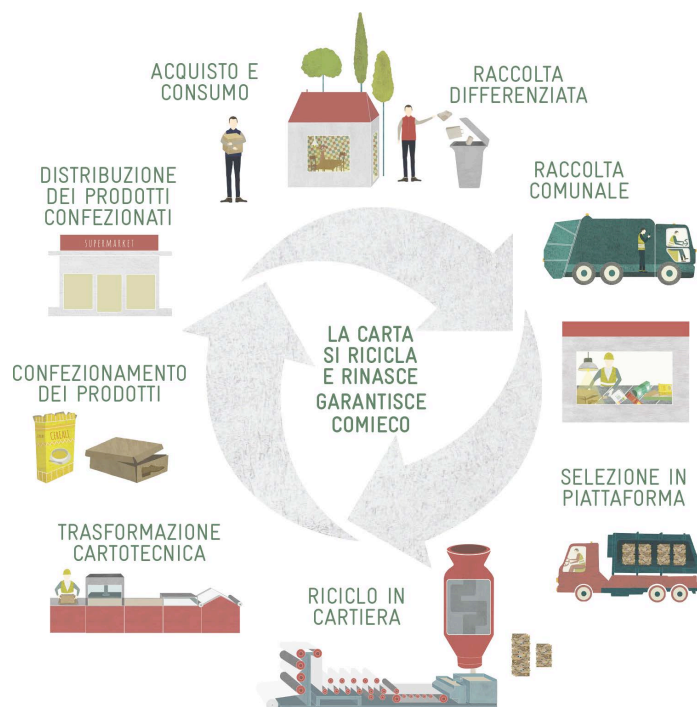 ACQUISTO E
CONSUMO
RACCOLTA
DIFFERENZIATA
RACCOLTA
COMUNALE
SELEZIONE IN
PIATTAFORMA
RICICLO IN
CARTIERA
TRASFORMAZIONE
CARTOTECNICA
CONFEZIONAMENTO
DEI PRODOTTI
CEREALI
DISTRIBUZIONE
DEI PRODOTTI
CONFEZIONATI
SUPERMARKET
LA CARTA
SI RICICLA
E RINASCE
GARANTISCE
COMIECO